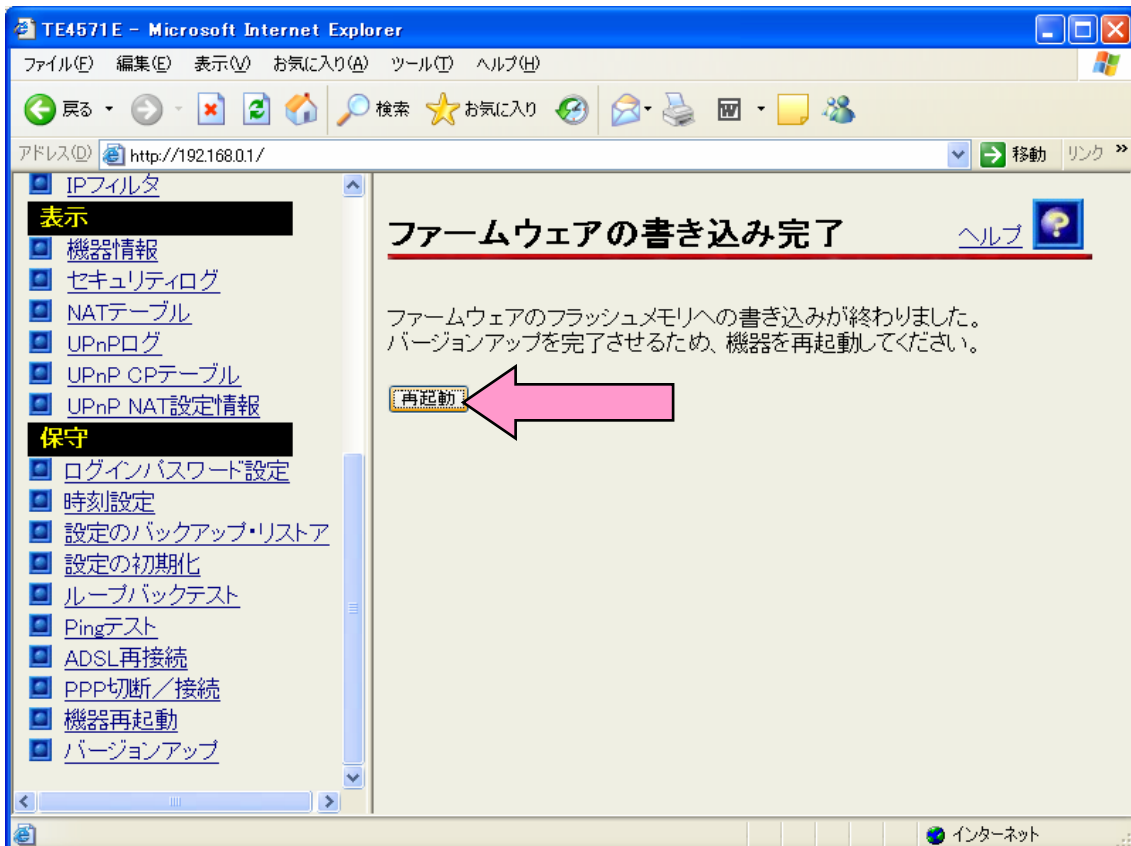 TE4571E - Microsoft Internet Explorer
ファイル(F) 編集(E) 表示(V) お気に入り(A) ツール(T) ヘルプ(H)
戻る 検索 お気に入り
アドレス(D) http://192.168.0.1/ 移動 リンク »
IPフィルタ
表示
機器情報
セキュリティログ
NATテーブル
UPnPログ
UPnP CPテーブル
UPnP NAT設定情報
保守
ログインパスワード設定
時刻設定
設定のバックアップ・リストア
設定の初期化
ループバックテスト
Pingテスト
ADSL再接続
PPP切断／接続
機器再起動
バージョンアップ
ファームウェアの書き込み完了 ヘルプ ?
ファームウェアのフラッシュメモリへの書き込みが終わりました。
バージョンアップを完了させるため、機器を再起動してください。
再起動
インターネット